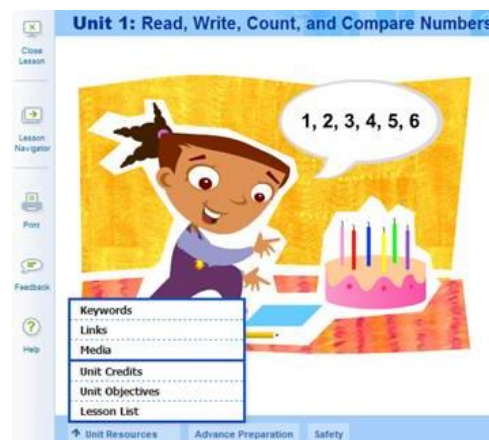 Unit 1: Read, Write, Count, and Compare Numbers
Close
Lesson
Lesson
Navigator
Print
Feedback
Help
1, 2, 3, 4, 5, 6
Keywords
Links
Media
Unit Credits
Unit Objectives
Lesson List
Unit Resources
Advance Preparation
Safety